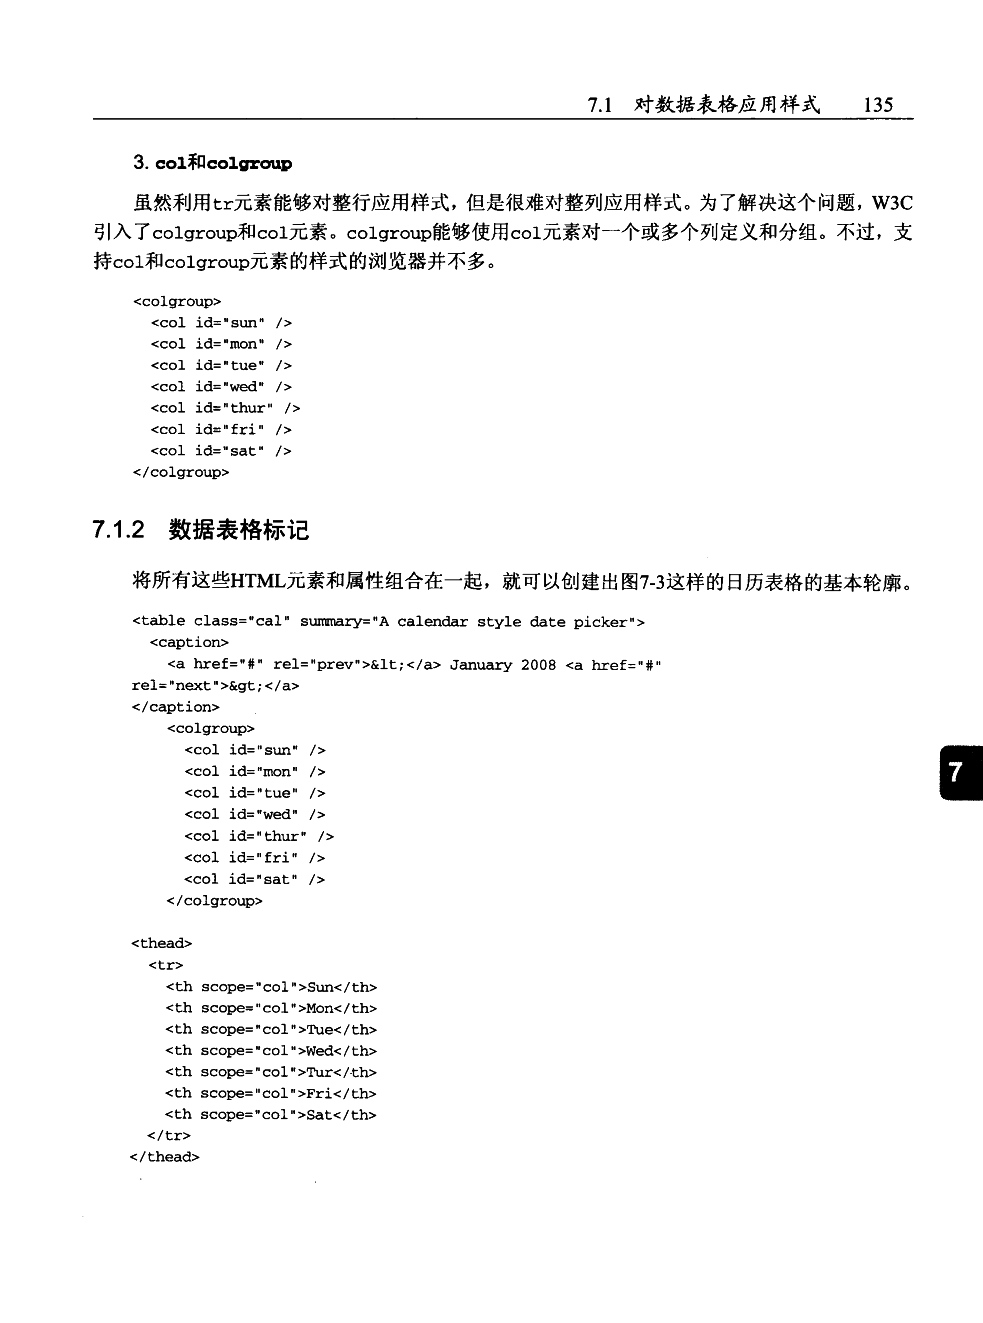 7.1 对数据表格应用样式 135
3. col和colgroup
虽然利用tr元素能够对整行应用样式，但是很难对整列应用样式。为了解决这个问题，W3C
引入了colgroup和col元素。colgroup能够使用col元素对一个或多个列定义和分组。不过，支
持col和colgroup元素的样式的浏览器并不多。
<colgroup>
  <col id="sun" />
  <col id="mon" />
  <col id="tue" />
  <col id="wed" />
  <col id="thur" />
  <col id="fri" />
  <col id="sat" />
</colgroup>
7.1.2 数据表格标记
将所有这些HTML元素和属性组合在一起，就可以创建出图7-3这样的日历表格的基本轮廓。
<table class="cal" summary="A calendar style date picker">
  <caption>
    <a href="#" rel="prev">&lt;</a> January 2008 <a href="#"
rel="next">&gt;</a>
</caption>
    <colgroup>
      <col id="sun" />
      <col id="mon" />
      <col id="tue" />
      <col id="wed" />
      <col id="thur" />
      <col id="fri" />
      <col id="sat" />
    </colgroup>
7
<thead>
  <tr>
    <th scope="col">Sun</th>
    <th scope="col">Mon</th>
    <th scope="col">Tue</th>
    <th scope="col">Wed</th>
    <th scope="col">Tur</th>
    <th scope="col">Fri</th>
    <th scope="col">Sat</th>
  </tr>
</thead>